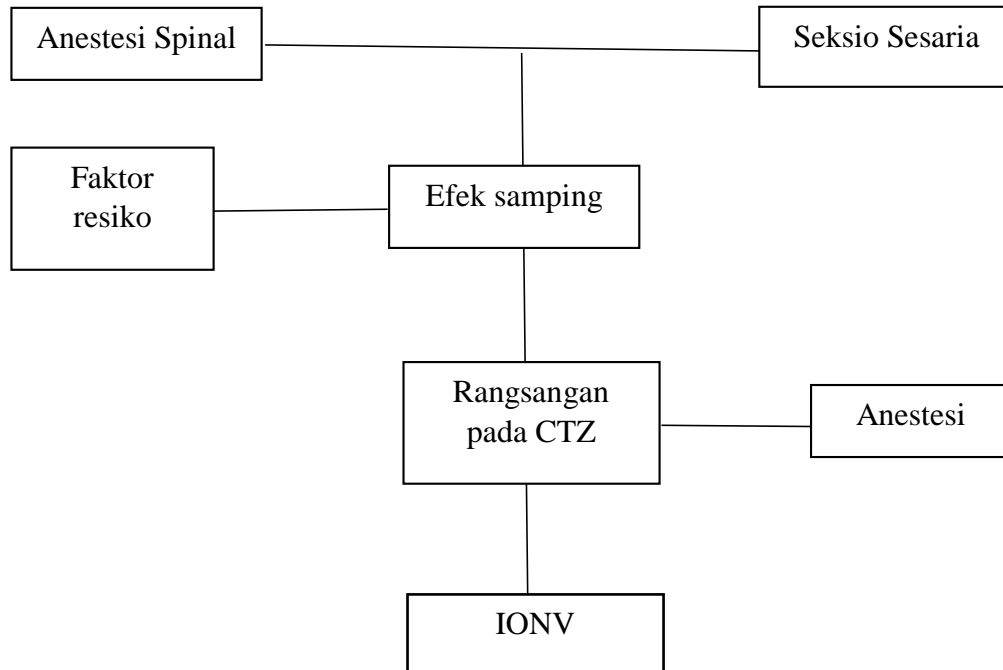 Anestesi Spinal
Seksio Sesaria
Faktor
resiko
Efek samping
Rangsangan
pada CTZ
Anestesi
IONV